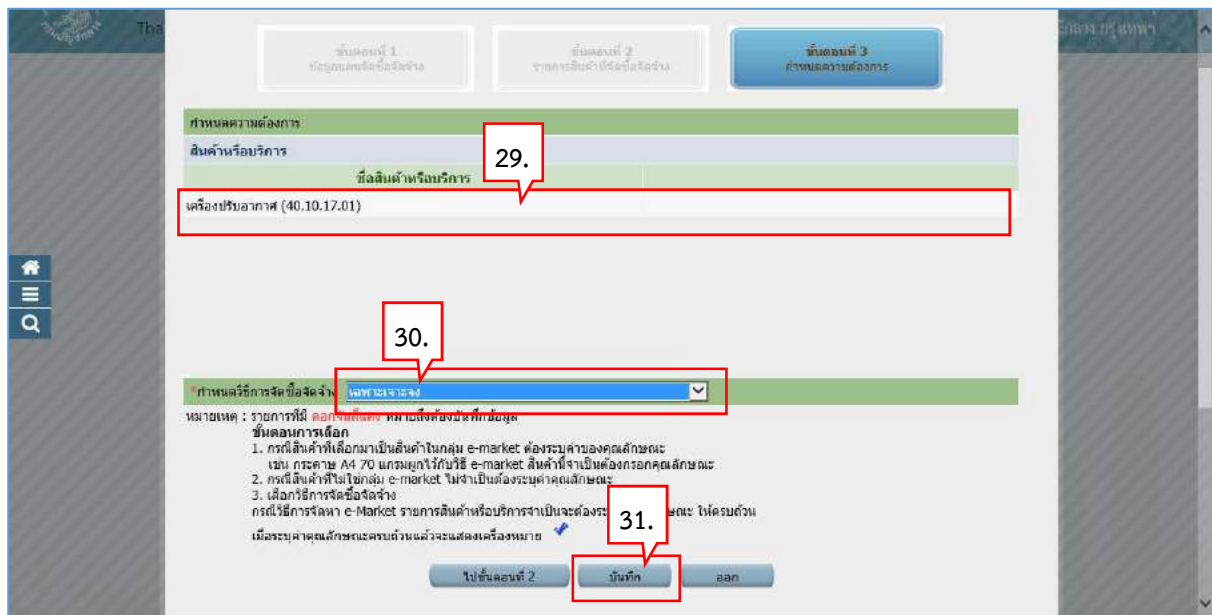 กรมบัญชีกลาง
Tha
ขั้นตอนที่ 1
ข้อมูลแผนจัดซื้อจัดจ้าง
ขั้นตอนที่ 2
รายการสินค้าที่จัดซื้อจัดจ้าง
ขั้นตอนที่ 3
กำหนดความต้องการ
กำหนดความต้องการ
สินค้าหรือบริการ
29.
ชื่อสินค้าหรือบริการ
เครื่องปรับอากาศ (40.10.17.01)
30.
*กำหนดวิธีการจัดซื้อจัดจ้าง เฉพาะเจาะจง
หมายเหตุ : รายการที่มี ดอกจันสีแดง หมายถึงต้องบันทึกข้อมูล
ขั้นตอนการเลือก
1. กรณีสินค้าที่เลือกมาเป็นสินค้าในกลุ่ม e-market ต้องระบุค่าของคุณลักษณะ
เช่น กระดาษ A4 70 แกรมผูกไว้กับวิธี e-market สินค้านี้จำเป็นต้องกรอกคุณลักษณะ
2. กรณีสินค้าที่ไม่ใช่กลุ่ม e-market ไม่จำเป็นต้องระบุค่าคุณลักษณะ
3. เลือกวิธีการจัดซื้อจัดจ้าง
กรณีวิธีการจัดหา e-Market รายการสินค้าหรือบริการจำเป็นจะต้องระ ษณะ ให้ครบถ้วน
31.
เมื่อระบุค่าคุณลักษณะครบถ้วนแล้วจะแสดงเครื่องหมาย
ไปขั้นตอนที่ 2 บันทึก ออก